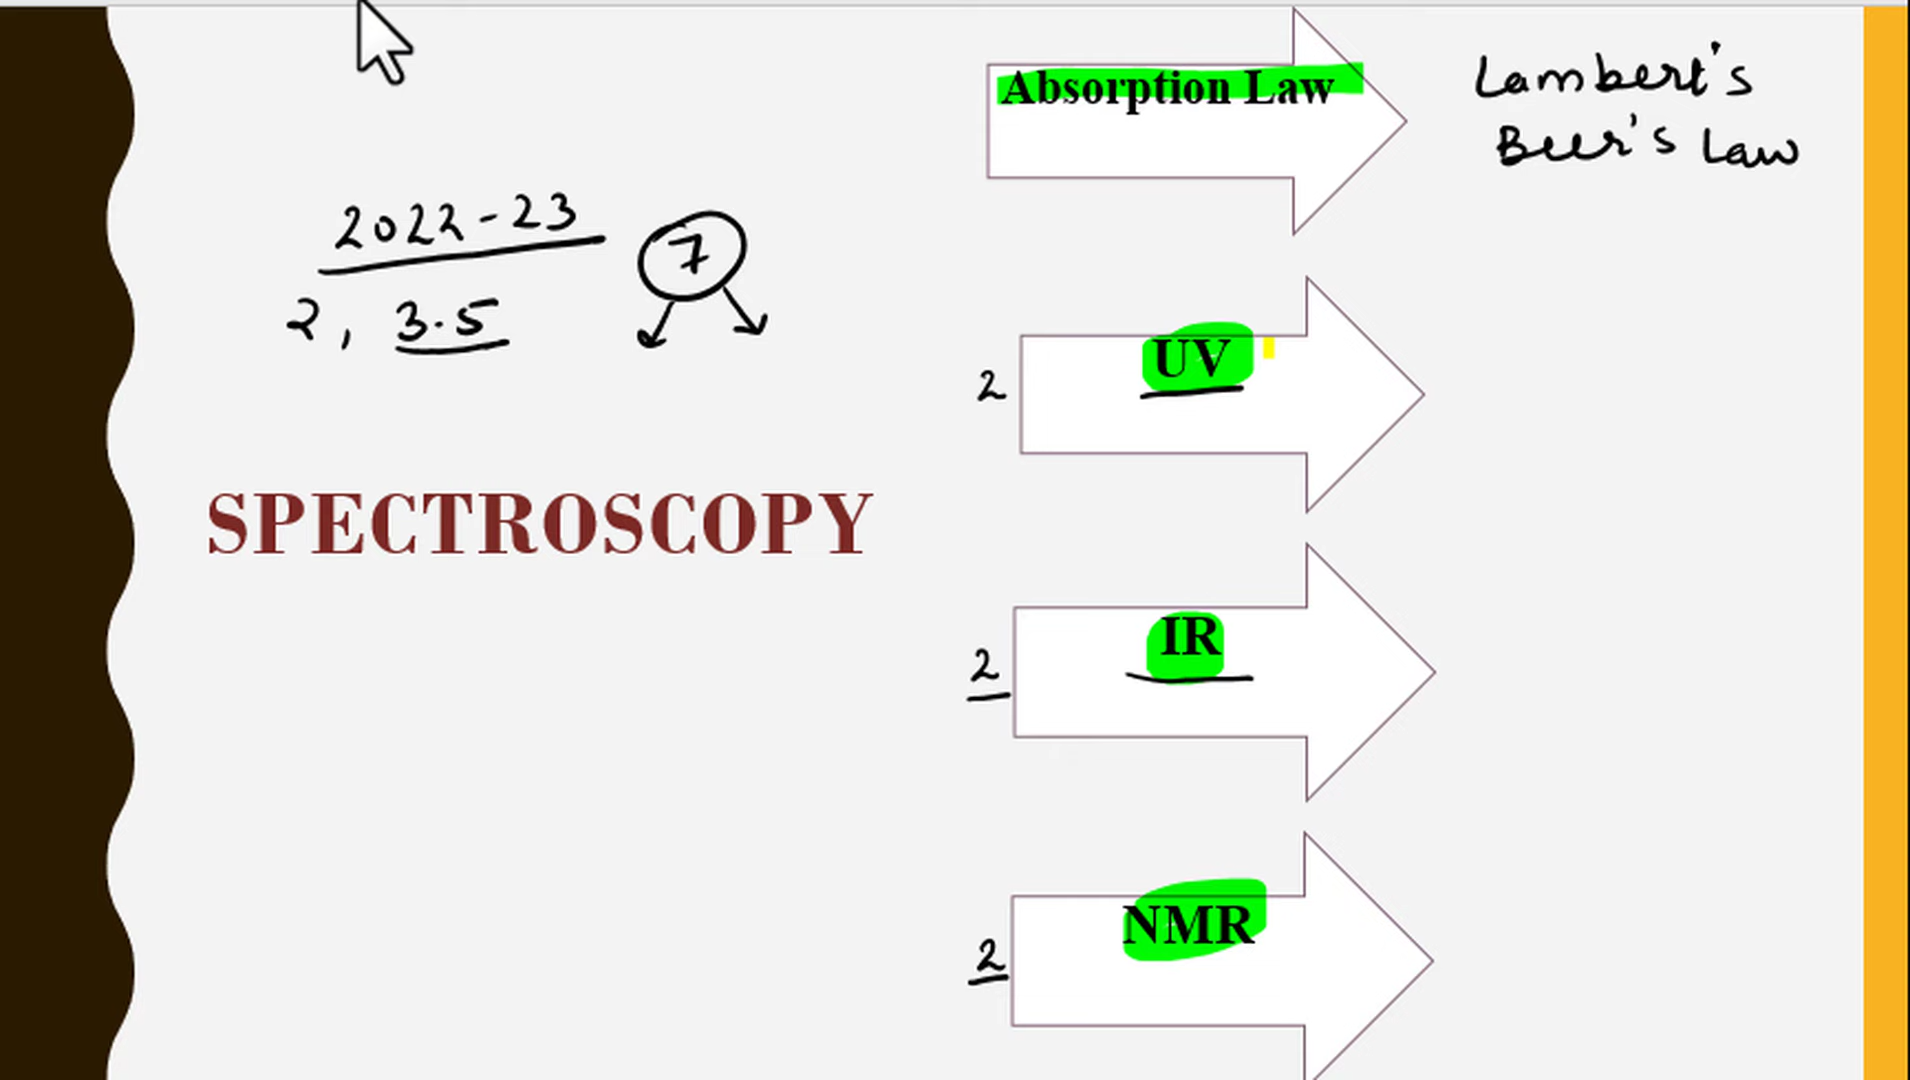 2022-23
7
2, 3.5
SPECTROSCOPY
Absorption Law
Lambert's
Beer's Law
2
UV
2
IR
2
NMR